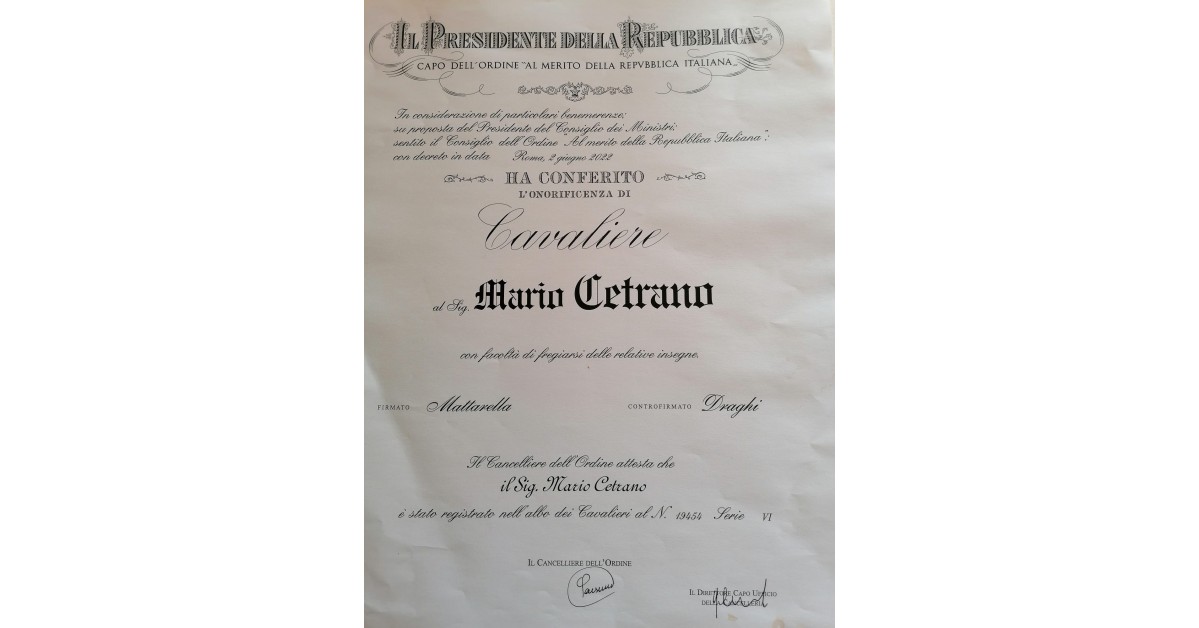 IL PRESIDENTE DELLA REPUBBLICA
CAPO DELL'ORDINE "AL MERITO DELLA REPVBBLICA ITALIANA„
In considerazione di particolari benemerenze;
su proposta del Presidente del Consiglio dei Ministri;
sentito il Consiglio dell'Ordine "Al merito della Repubblica Italiana";
con decreto in data Roma, 2 giugno 2022
HA CONFERITO
L'ONORIFICENZA DI
Cavaliere
al Sig. Mario Cetrano
con facoltà di fregiarsi delle relative insegne.
FIRMATO Mattarella CONTROFIRMATO Draghi
Il Cancelliere dell'Ordine attesta che
il Sig. Mario Cetrano
è stato registrato nell'albo dei Cavalieri al N. 19454 Serie VI
IL CANCELLIERE DELL'ORDINE
IL DIRETTORE CAPO UFFICIO
DELLA CANCELLERIA